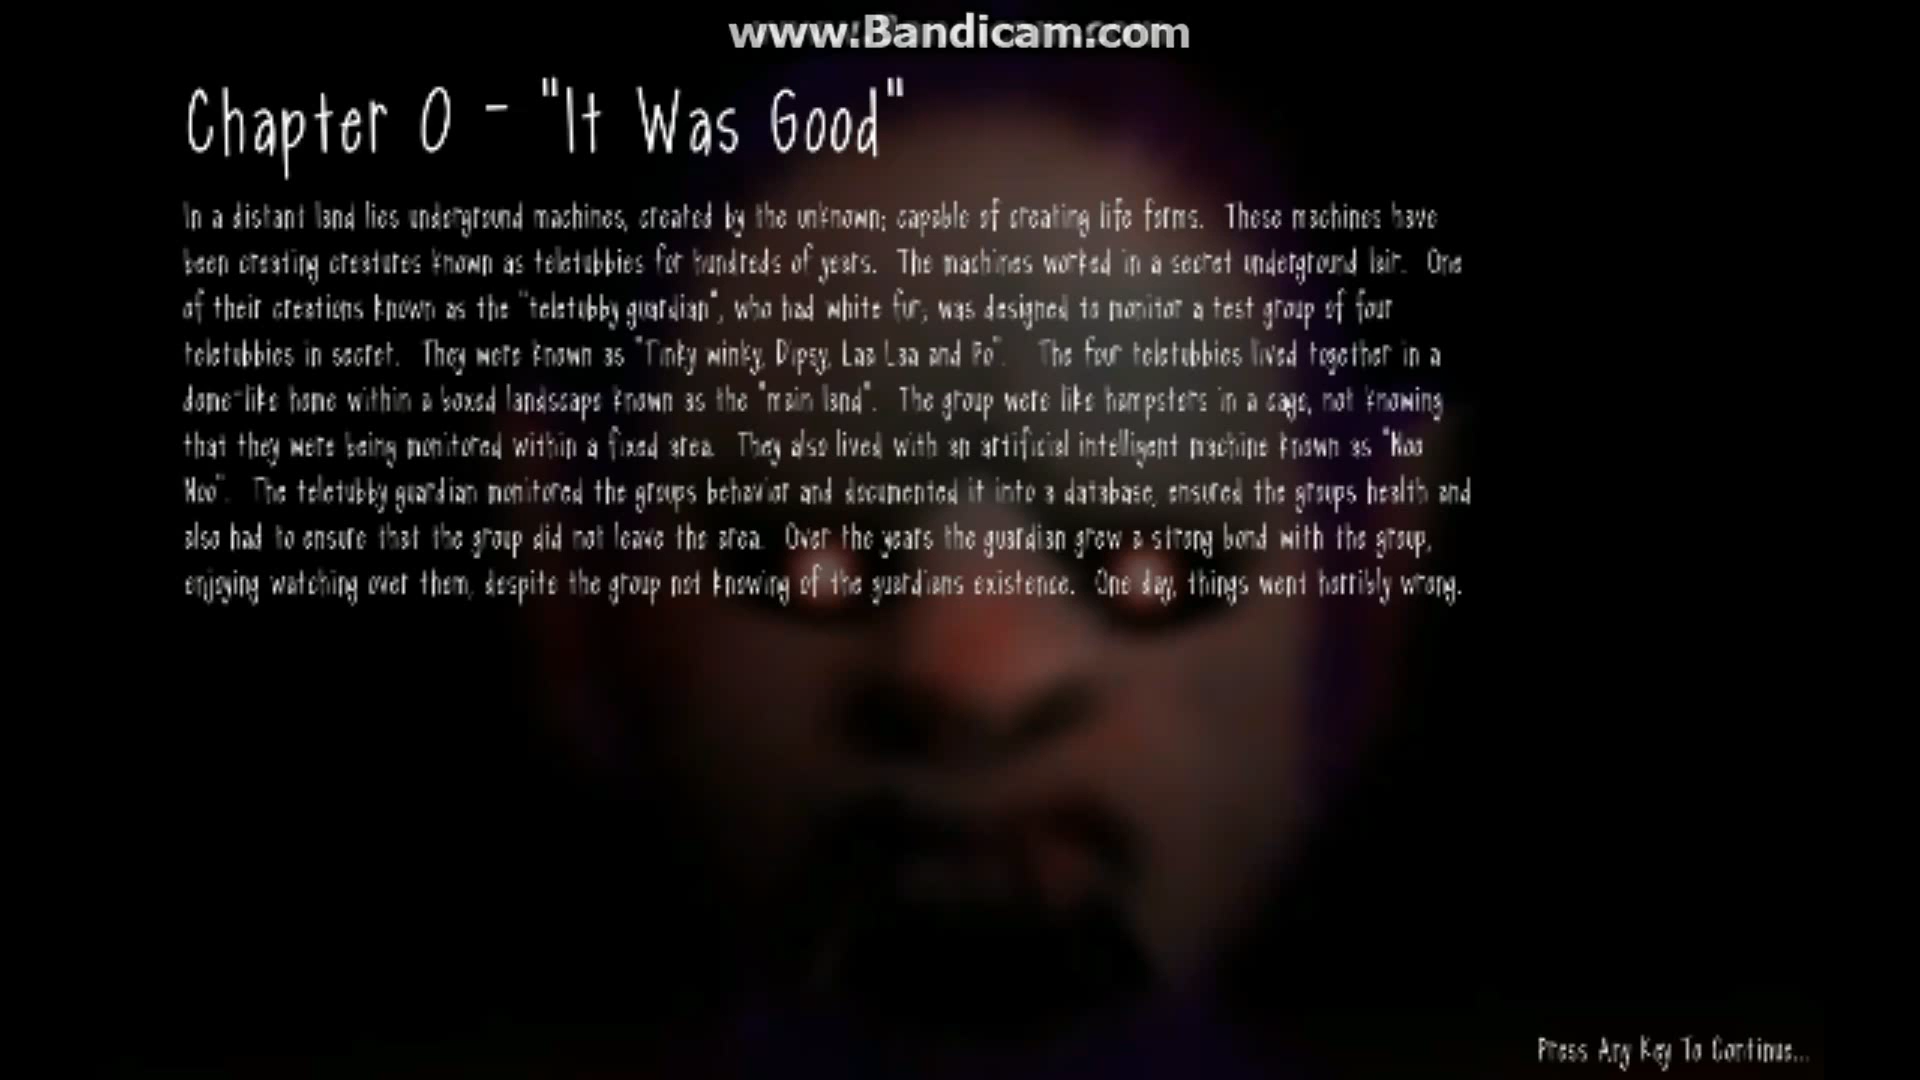 www.Bandicam.com
Chapter 0 - "It Was Good"
In a distant land lies underground machines, created by the unknown; capable of creating life forms. These machines have
been creating creatures known as teletubbies for hundreds of years. The machines worked in a secret underground lair. One
of their creations known as the "teletubby guardian", who had white fur; was designed to monitor a test group of four
teletubbies in secret. They were known as "Tinky winky, Dipsy, Laa Laa and Po". The four teletubbies lived together in a
dome-like home within a boxed landscape known as the "main land". The group were like hampsters in a cage, not knowing
that they were being monitored within a fixed area. They also lived with an artificial intelligent machine known as "Noo
Noo". The teletubby guardian monitored the groups behavior and documented it into a database, ensured the groups health and
also had to ensure that the group did not leave the area. Over the years the guardian grew a strong bond with the group,
enjoying watching over them, despite the group not knowing of the guardians existence. One day, things went horribly wrong.
Press Any Key To Continue...